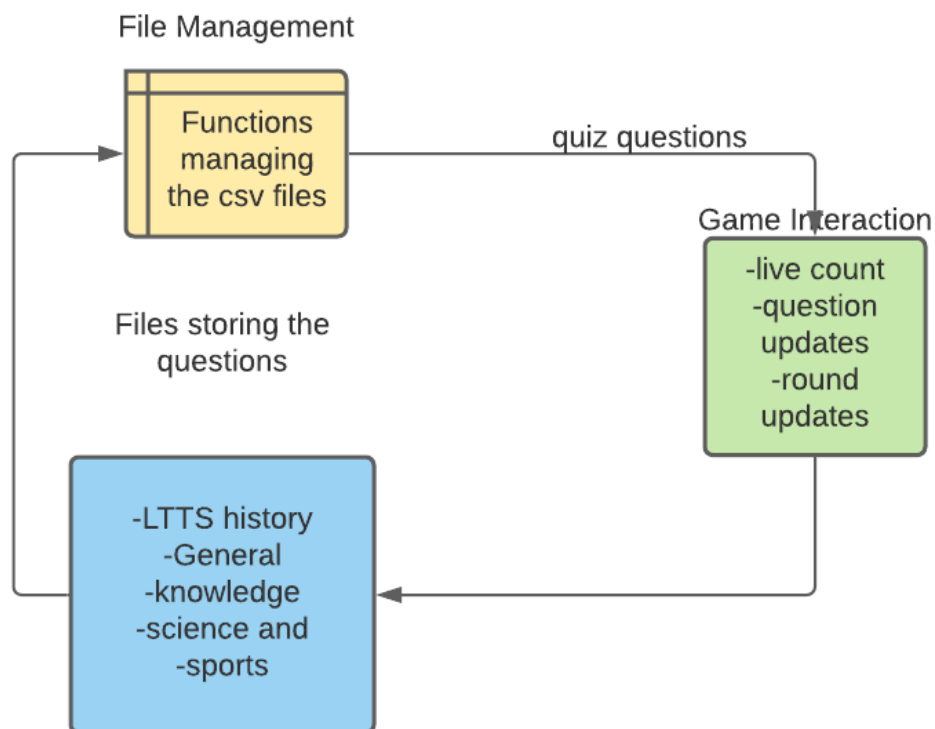 File Management
Functions
managing
the csv files
quiz questions
Game Interaction
-live count
-question
updates
-round
updates
Files storing the
questions
-LTTS history
-General
-knowledge
-science and
-sports